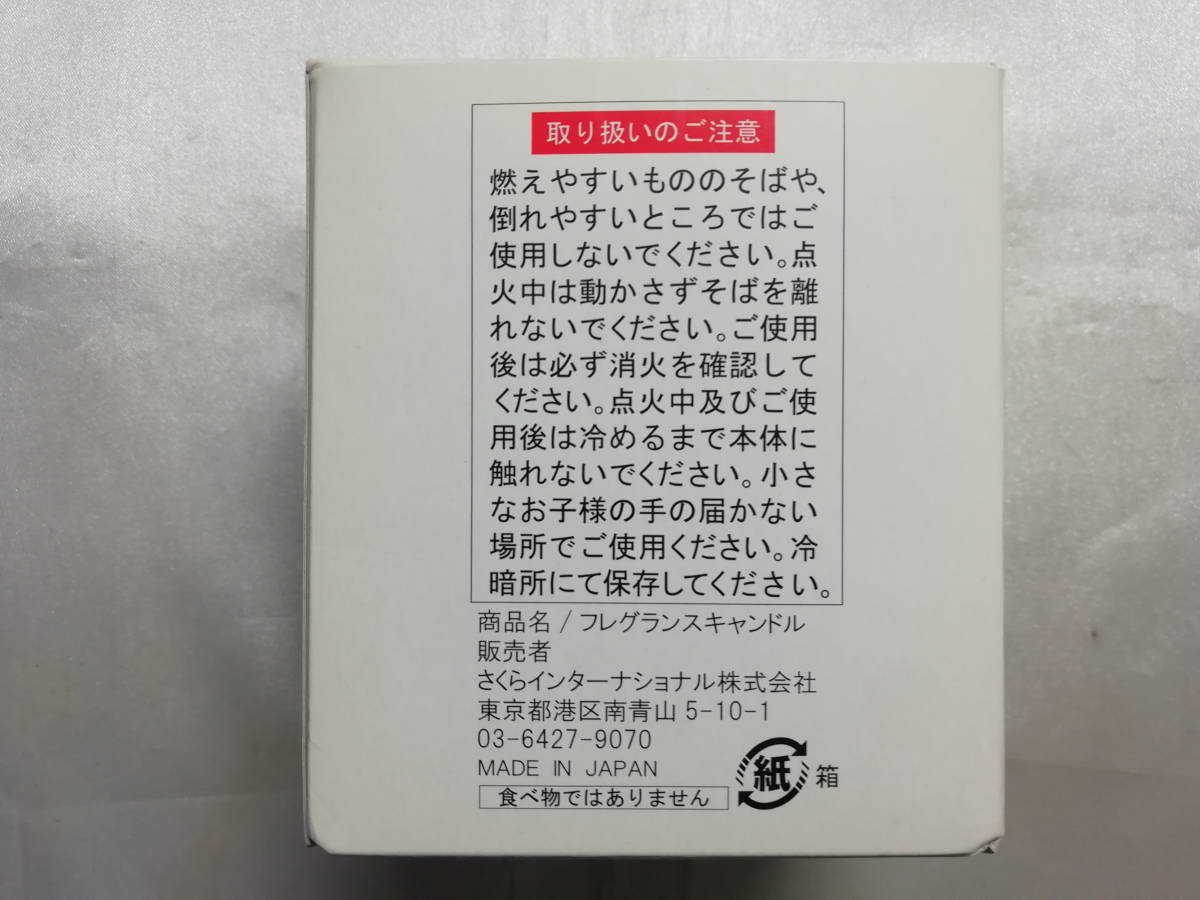 取り扱いのご注意
燃えやすいもののそばや、
倒れやすいところではご
使用しないでください。点
火中は動かさずそばを離
れないでください。ご使用
後は必ず消火を確認して
ください。点火中及びご使
用後は冷めるまで本体に
触れないでください。小さ
なお子様の手の届かない
場所でご使用ください。冷
暗所にて保存してください。
商品名 / フレグランスキャンドル
販売者
さくらインターナショナル株式会社
東京都港区南青山 5-10-1
03-6427-9070
MADE IN JAPAN
食べ物ではありません
紙 箱